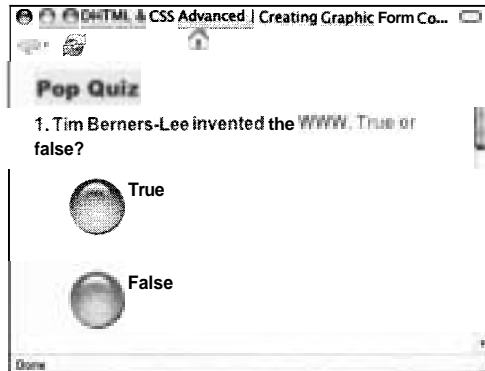 DHTML & CSS Advanced | Creating Graphic Form Co...
Pop Quiz
1. Tim Berners-Lee invented the WWW. True or
false?
True
False
Done